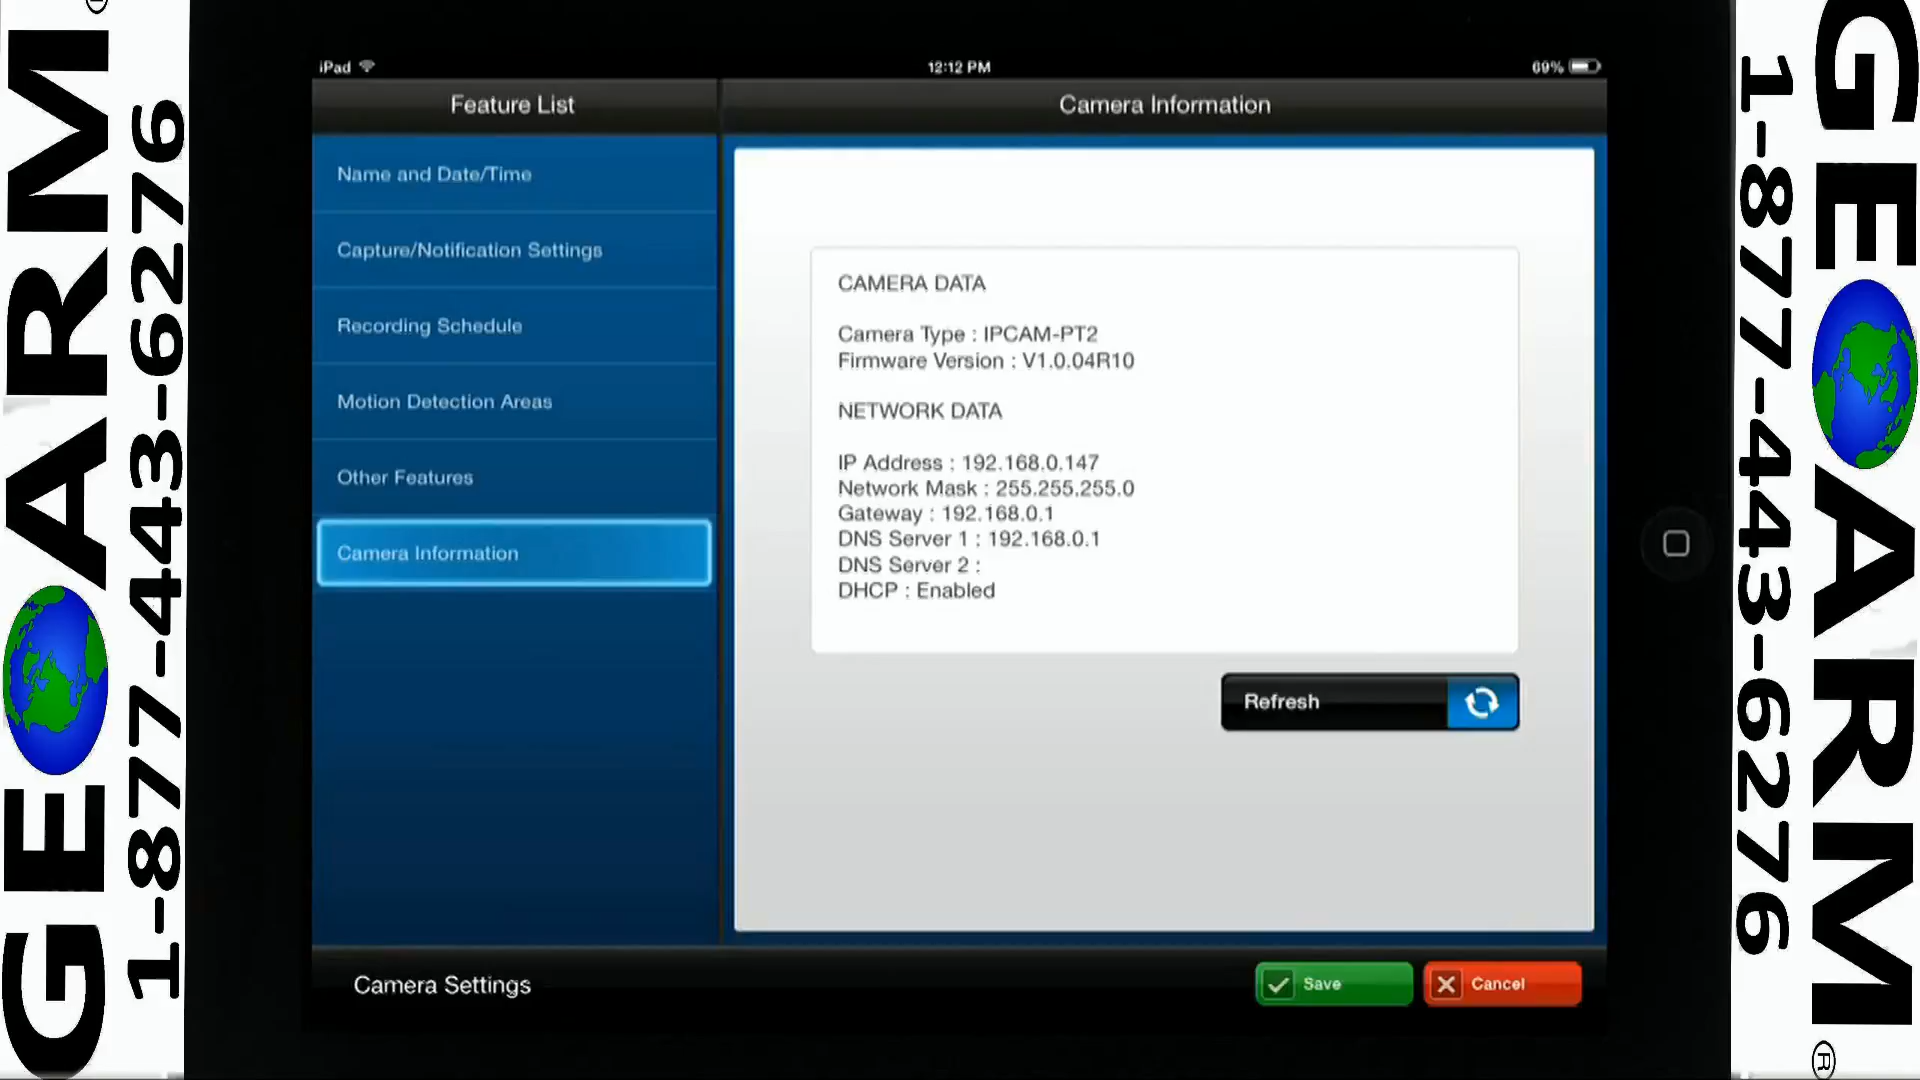 GEOARM
1-877-443-6276
iPad
12:12 PM
69%
Feature List
Camera Information
Name and Date/Time
Capture/Notification Settings
Recording Schedule
Motion Detection Areas
Other Features
Camera Information
CAMERA DATA
Camera Type : IPCAM-PT2
Firmware Version : V1.0.04R10
NETWORK DATA
IP Address : 192.168.0.147
Network Mask : 255.255.255.0
Gateway : 192.168.0.1
DNS Server 1 : 192.168.0.1
DNS Server 2 :
DHCP : Enabled
Refresh
Camera Settings
Save
Cancel
1-877-443-6276
GEOARM®